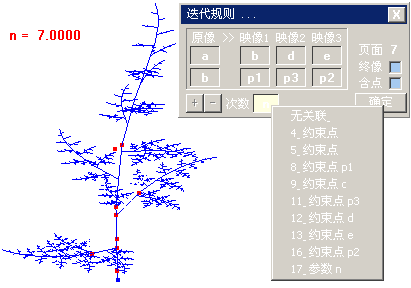 迭代规则 ...
n = 7.0000
原像 >> 映像1 映像2 映像3
页面 7
a b d e
终像
b p1 p3 p2
含点
+ - 次数
确定
无关联_
4_约束点
5_约束点
8_约束点 p1
9_约束点 c
11_约束点 p3
12_约束点 d
13_约束点 e
16_约束点 p2
17_参数 n